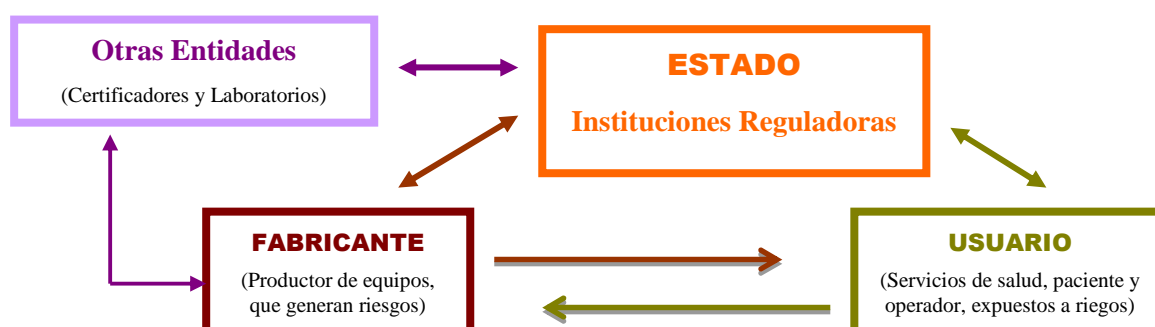 Otras Entidades
(Certificadores y Laboratorios)
ESTADO
Instituciones Reguladoras
FABRICANTE
(Productor de equipos,
que generan riesgos)
USUARIO
(Servicios de salud, paciente y
operador, expuestos a riegos)